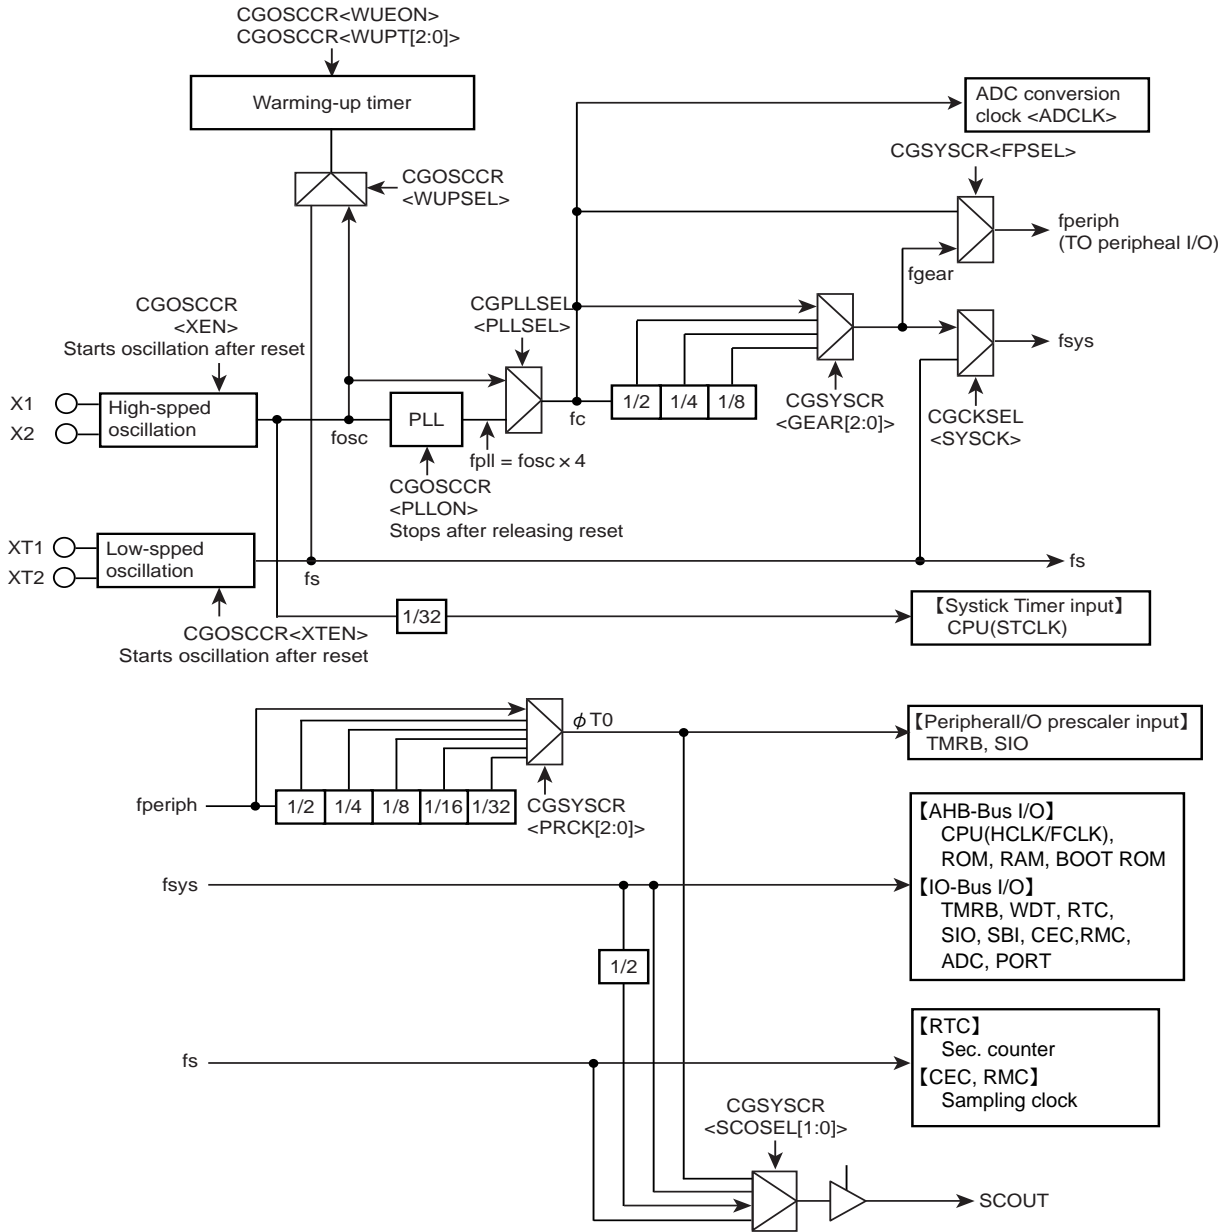 CGOSCCR<WUEON>
CGOSCCR<WUPT[2:0]>
Warming-up timer
ADC conversion
clock <ADCLK>
CGOSCCR
<WUPSEL>
CGSYSCR<FPSEL>
fperiph
(TO peripheal I/O)
fgear
CGOSCCR
<XEN>
Starts oscillation after reset
CGPLLSEL
<PLLSEL>
fsys
X1
X2
High-spped
oscillation
fosc
PLL
fc
1/2
1/4
1/8
CGSYSCR
<GEAR[2:0]>
CGCKSEL
<SYSCK>
fpll = fosc × 4
CGOSCCR
<PLLON>
Stops after releasing reset
XT1
XT2
Low-spped
oscillation
fs
fs
CGOSCCR<XTEN>
Starts oscillation after reset
1/32
【Systick Timer input】
CPU(STCLK)
ϕT0
【Peripherall/O prescaler input】
TMRB, SIO
fperiph
1/2
1/4
1/8
1/16
1/32
CGSYSCR
<PRCK[2:0]>
【AHB-Bus I/O】
CPU(HCLK/FCLK),
ROM, RAM, BOOT ROM
【IO-Bus I/O】
TMRB, WDT, RTC,
SIO, SBI, CEC,RMC,
ADC, PORT
fsys
1/2
fs
【RTC】
Sec. counter
【CEC, RMC】
Sampling clock
CGSYSCR
<SCOSEL[1:0]>
SCOUT